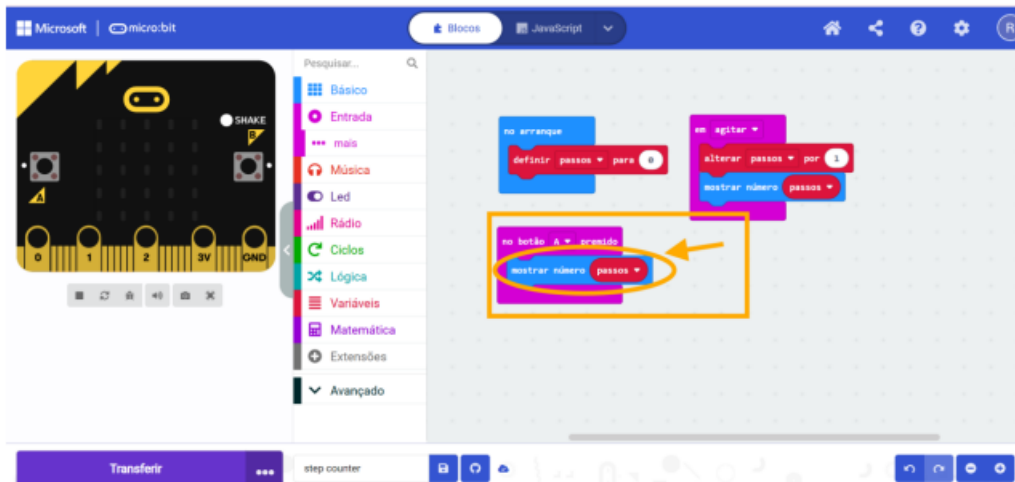 Microsoft micro:bit Blocos JavaScript R
Pesquisar...
Básico
Entrada
mais
Música
Led
Rádio
Ciclos
Lógica
Variáveis
Matemática
Extensões
Avançado
SHAKE
B
A
0 1 2 3V GND
no arranque
definir passos para 0
em agitar
alterar passos por 1
mostrar número passos
no botão A premido
mostrar número passos
Transferir
step counter